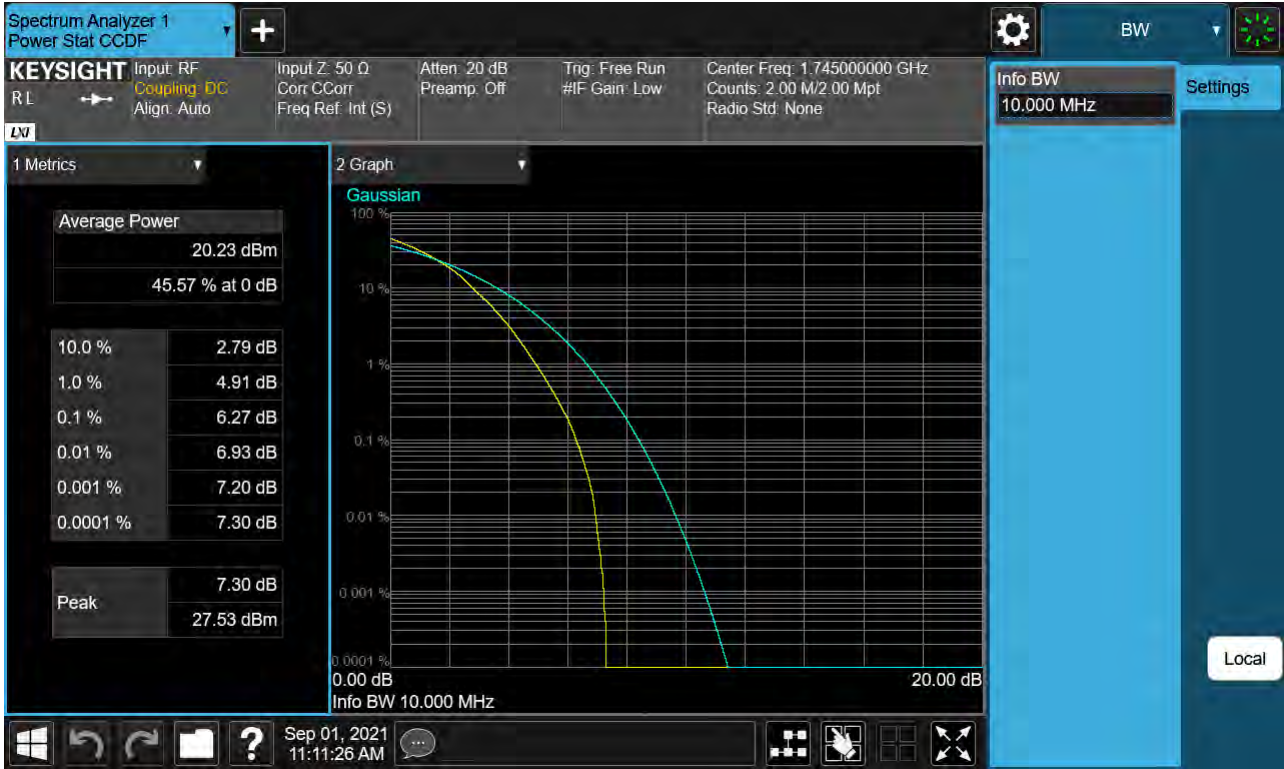 Spectrum Analyzer 1
Power Stat CCDF
BW
KEYSIGHT
RL
LXI
Input: RF
Coupling: DC
Align: Auto
Input Z: 50 Ω
Corr CCorr
Freq Ref: Int (S)
Atten: 20 dB
Preamp: Off
Trig: Free Run
#IF Gain: Low
Center Freq: 1.745000000 GHz
Counts: 2.00 M/2.00 Mpt
Radio Std: None
Info BW
10.000 MHz
Settings
1 Metrics
Average Power
20.23 dBm
45.57 % at 0 dB
10.0 % 2.79 dB
1.0 % 4.91 dB
0.1 % 6.27 dB
0.01 % 6.93 dB
0.001 % 7.20 dB
0.0001 % 7.30 dB
Peak
7.30 dB
27.53 dBm
2 Graph
Gaussian
100 %
10 %
1 %
0.1 %
0.01 %
0.001 %
0.0001 %
0.00 dB 20.00 dB
Info BW 10.000 MHz
Local
?
Sep 01, 2021
11:11:26 AM